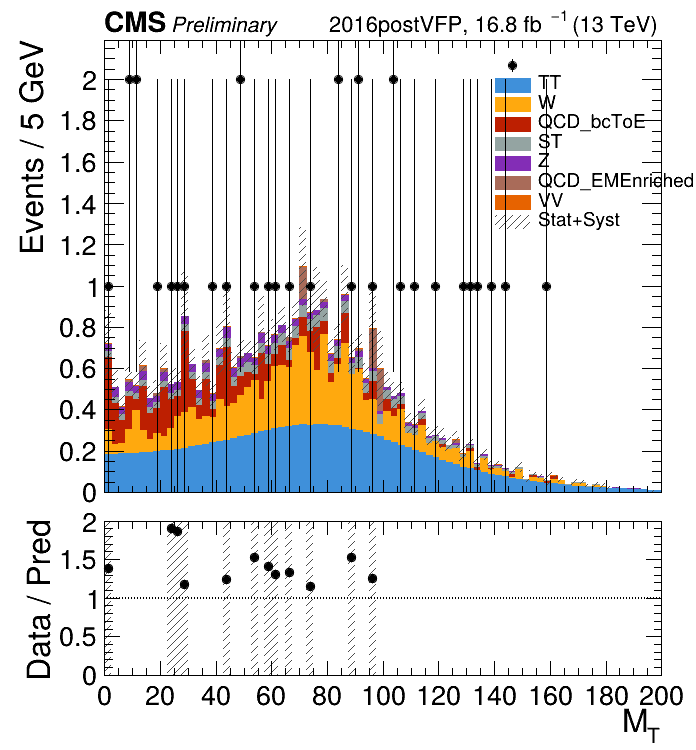 CMS Preliminary 2016postVFP, 16.8 fb⁻¹ (13 TeV)
Events / 5 GeV
2
1.8
1.6
1.4
1.2
1
0.8
0.6
0.4
0.2
0
TT
W
QCD_bcToE
ST
Z
QCD_EMEnriched
VV
Stat+Syst
Data / Pred
2
1.5
1
0.5
0
0 20 40 60 80 100 120 140 160 180 200
M_T